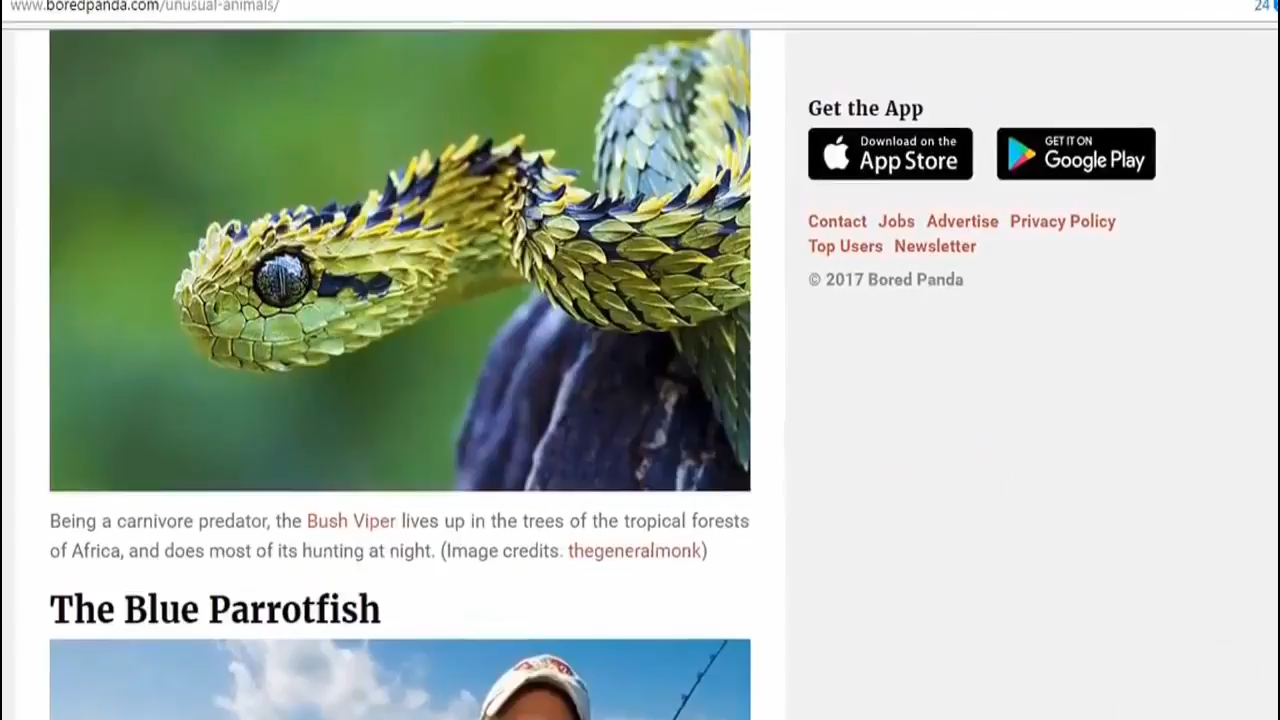 www.boredpanda.com/unusual-animals/
24
Get the App
Download on the App Store
GET IT ON Google Play
Contact Jobs Advertise Privacy Policy
Top Users Newsletter
© 2017 Bored Panda
Being a carnivore predator, the Bush Viper lives up in the trees of the tropical forests
of Africa, and does most of its hunting at night. (Image credits. thegeneralmonk)
The Blue Parrotfish